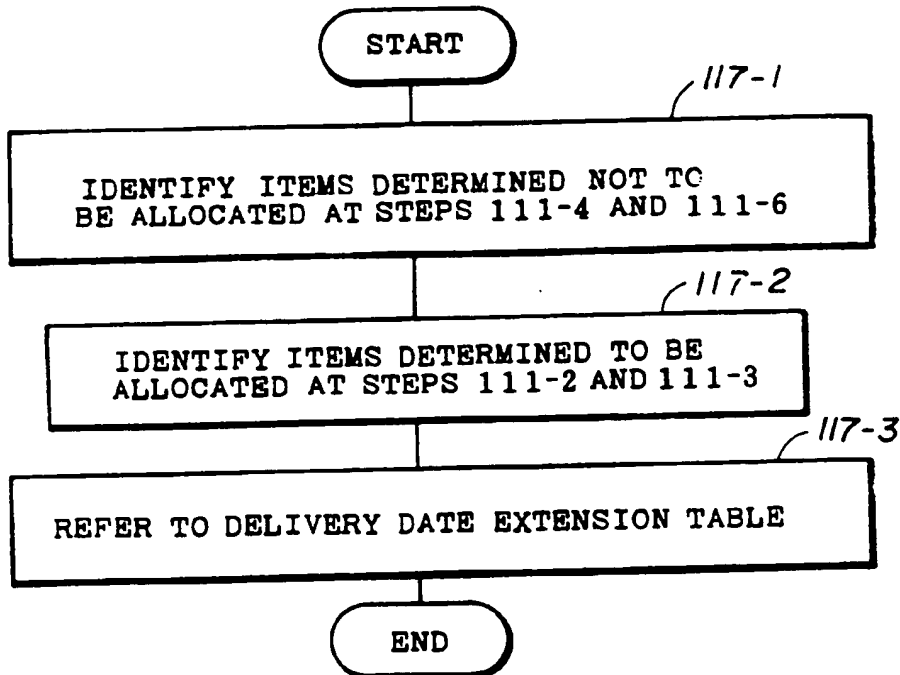 START
117-1
IDENTIFY ITEMS DETERMINED NOT TO
BE ALLOCATED AT STEPS 111-4 AND 111-6
117-2
IDENTIFY ITEMS DETERMINED TO BE
ALLOCATED AT STEPS 111-2 AND 111-3
117-3
REFER TO DELIVERY DATE EXTENSION TABLE
END